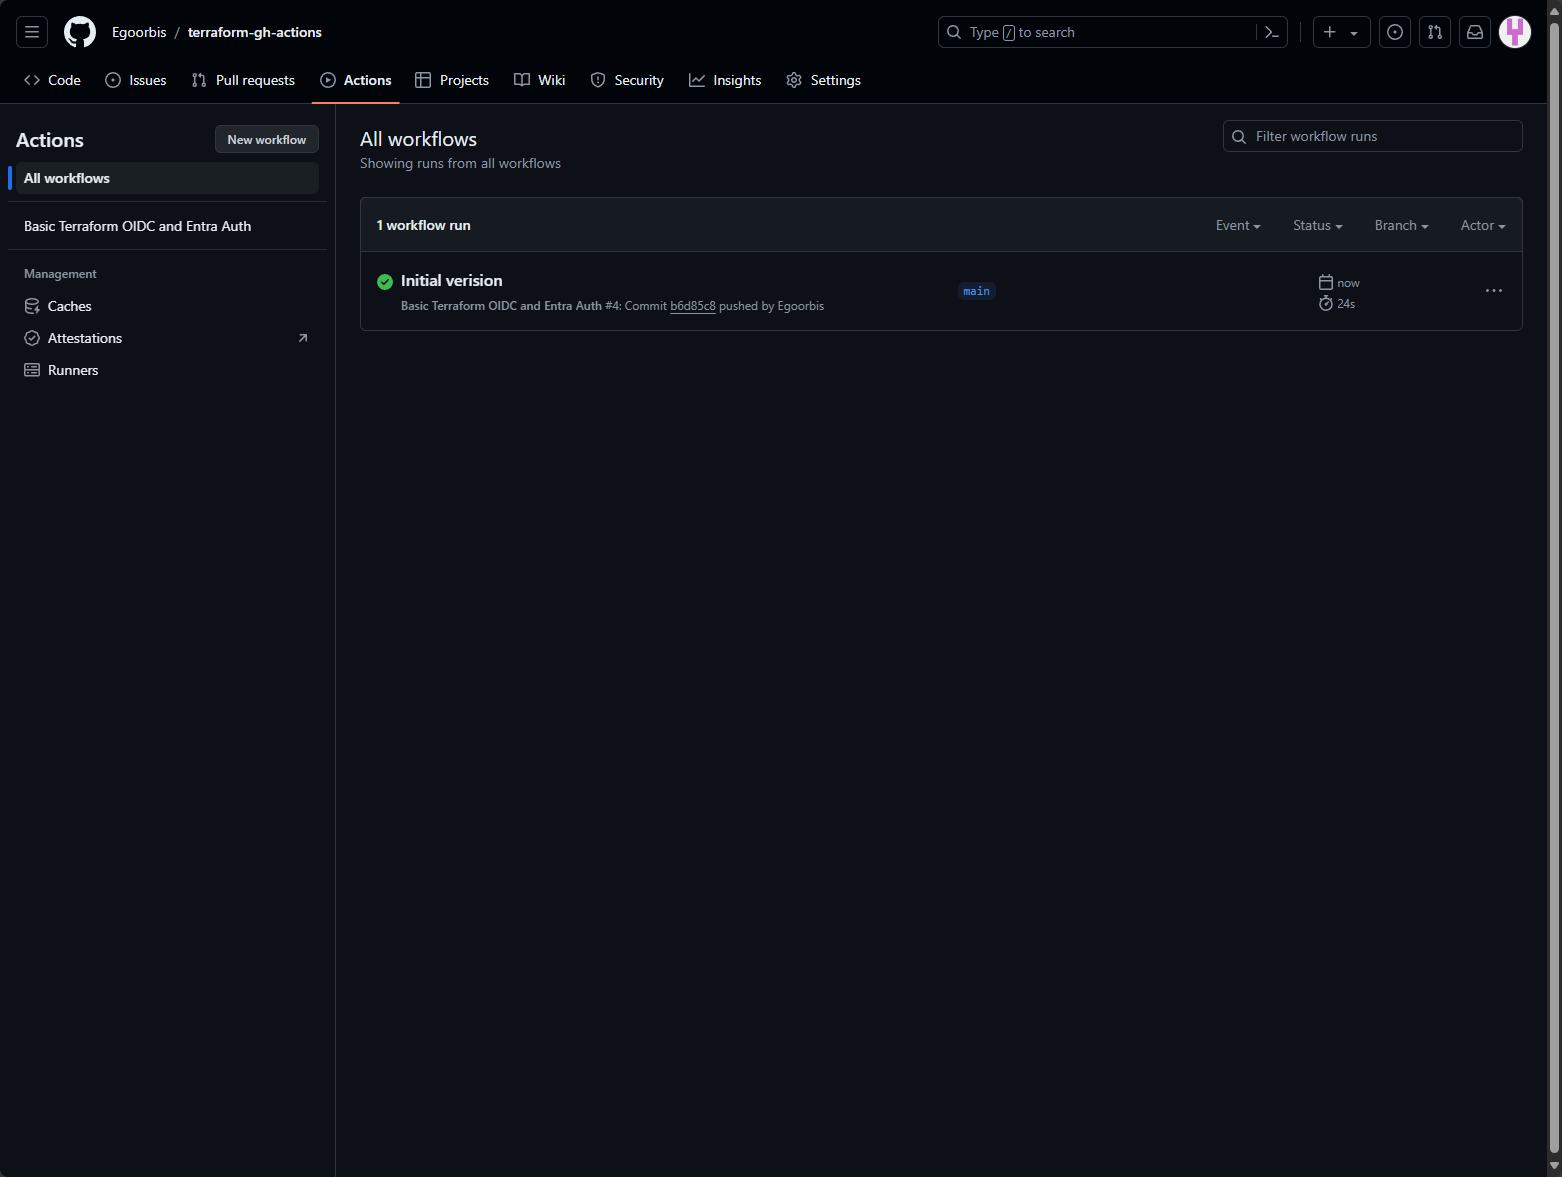 Egoorbis / terraform-gh-actions
Type / to search
Code
Issues
Pull requests
Actions
Projects
Wiki
Security
Insights
Settings
Actions
New workflow
All workflows
Basic Terraform OIDC and Entra Auth
Management
Caches
Attestations
Runners
All workflows
Showing runs from all workflows
Filter workflow runs
1 workflow run
Event
Status
Branch
Actor
Initial verision
Basic Terraform OIDC and Entra Auth #4: Commit b6d85c8 pushed by Egoorbis
main
now
24s